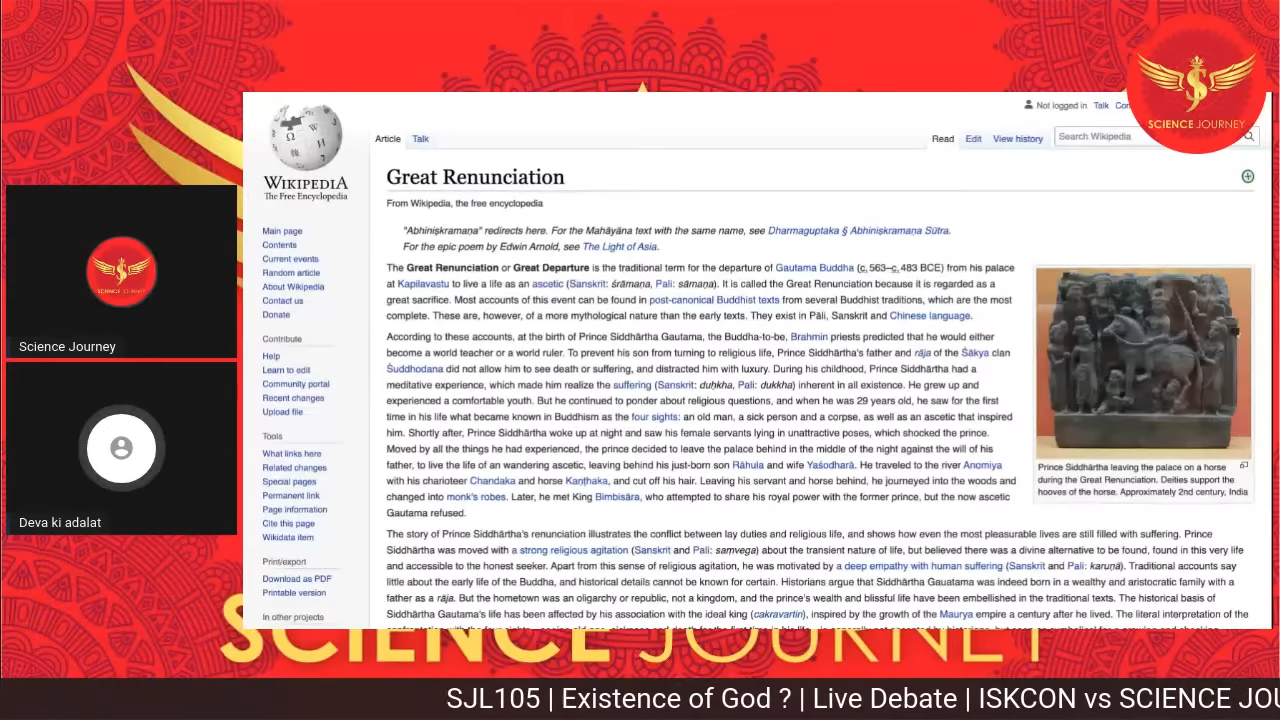 Not logged in Talk
SCIENCE JOURNEY
Article Talk
Read Edit View history
Search Wikipedia
WIKIPEDIA
The Free Encyclopedia
Great Renunciation
From Wikipedia, the free encyclopedia
"Abhiniṣkramaṇa" redirects here. For the Mahāyāna text with the same name, see Dharmaguptaka § Abhiniṣkramaṇa Sūtra.
For the epic poem by Edwin Arnold, see The Light of Asia.
Main page
Contents
Current events
Random article
About Wikipedia
Contact us
Donate
Contribute
Help
Learn to edit
Community portal
Recent changes
Upload file
Tools
What links here
Related changes
Special pages
Permanent link
Page information
Cite this page
Wikidata item
Print/export
Download as PDF
Printable version
In other projects
The Great Renunciation or Great Departure is the traditional term for the departure of Gautama Buddha (c. 563–c. 483 BCE) from his palace
at Kapilavastu to live a life as an ascetic (Sanskrit: śrāmaṇa, Pali: sāmaṇa). It is called the Great Renunciation because it is regarded as a
great sacrifice. Most accounts of this event can be found in post-canonical Buddhist texts from several Buddhist traditions, which are the most
complete. These are, however, of a more mythological nature than the early texts. They exist in Pāli, Sanskrit and Chinese language.
According to these accounts, at the birth of Prince Siddhārtha Gautama, the Buddha-to-be, Brahmin priests predicted that he would either
become a world teacher or a world ruler. To prevent his son from turning to religious life, Prince Siddhārtha's father and rāja of the Śākya clan
Śuddhodana did not allow him to see death or suffering, and distracted him with luxury. During his childhood, Prince Siddhārtha had a
meditative experience, which made him realize the suffering (Sanskrit: duḥkha, Pali: dukkha) inherent in all existence. He grew up and
experienced a comfortable youth. But he continued to ponder about religious questions, and when he was 29 years old, he saw for the first
time in his life what became known in Buddhism as the four sights: an old man, a sick person and a corpse, as well as an ascetic that inspired
him. Shortly after, Prince Siddhārtha woke up at night and saw his female servants lying in unattractive poses, which shocked the prince.
Moved by all the things he had experienced, the prince decided to leave the palace behind in the middle of the night against the will of his
father, to live the life of an wandering ascetic, leaving behind his just-born son Rāhula and wife Yaśodharā. He traveled to the river Anomiya
with his charioteer Chandaka and horse Kaṇṭhaka, and cut off his hair. Leaving his servant and horse behind, he journeyed into the woods and
changed into monk's robes. Later, he met King Bimbisāra, who attempted to share his royal power with the former prince, but the now ascetic
Gautama refused.
Prince Siddhārtha leaving the palace on a horse
during the Great Renunciation. Deities support the
hooves of the horse. Approximately 2nd century, India
The story of Prince Siddhārtha's renunciation illustrates the conflict between lay duties and religious life, and shows how even the most pleasurable lives are still filled with suffering. Prince
Siddhārtha was moved with a strong religious agitation (Sanskrit and Pali: saṃvega) about the transient nature of life, but believed there was a divine alternative to be found, found in this very life
and accessible to the honest seeker. Apart from this sense of religious agitation, he was motivated by a deep empathy with human suffering (Sanskrit and Pali: karuṇā). Traditional accounts say
little about the early life of the Buddha, and historical details cannot be known for certain. Historians argue that Siddhārtha Gauatama was indeed born in a wealthy and aristocratic family with a
father as a rāja. But the hometown was an oligarchy or republic, not a kingdom, and the prince's wealth and blissful life have been embellished in the traditional texts. The historical basis of
Siddhārtha Gautama's life has been affected by his association with the ideal king (cakravartin), inspired by the growth of the Maurya empire a century after he lived. The literal interpretation of the
SCIENCE JOURNEY
Science Journey
Deva ki adalat
SCIENCE JOURNEY
SJL105 | Existence of God ? | Live Debate | ISKCON vs SCIENCE JOU